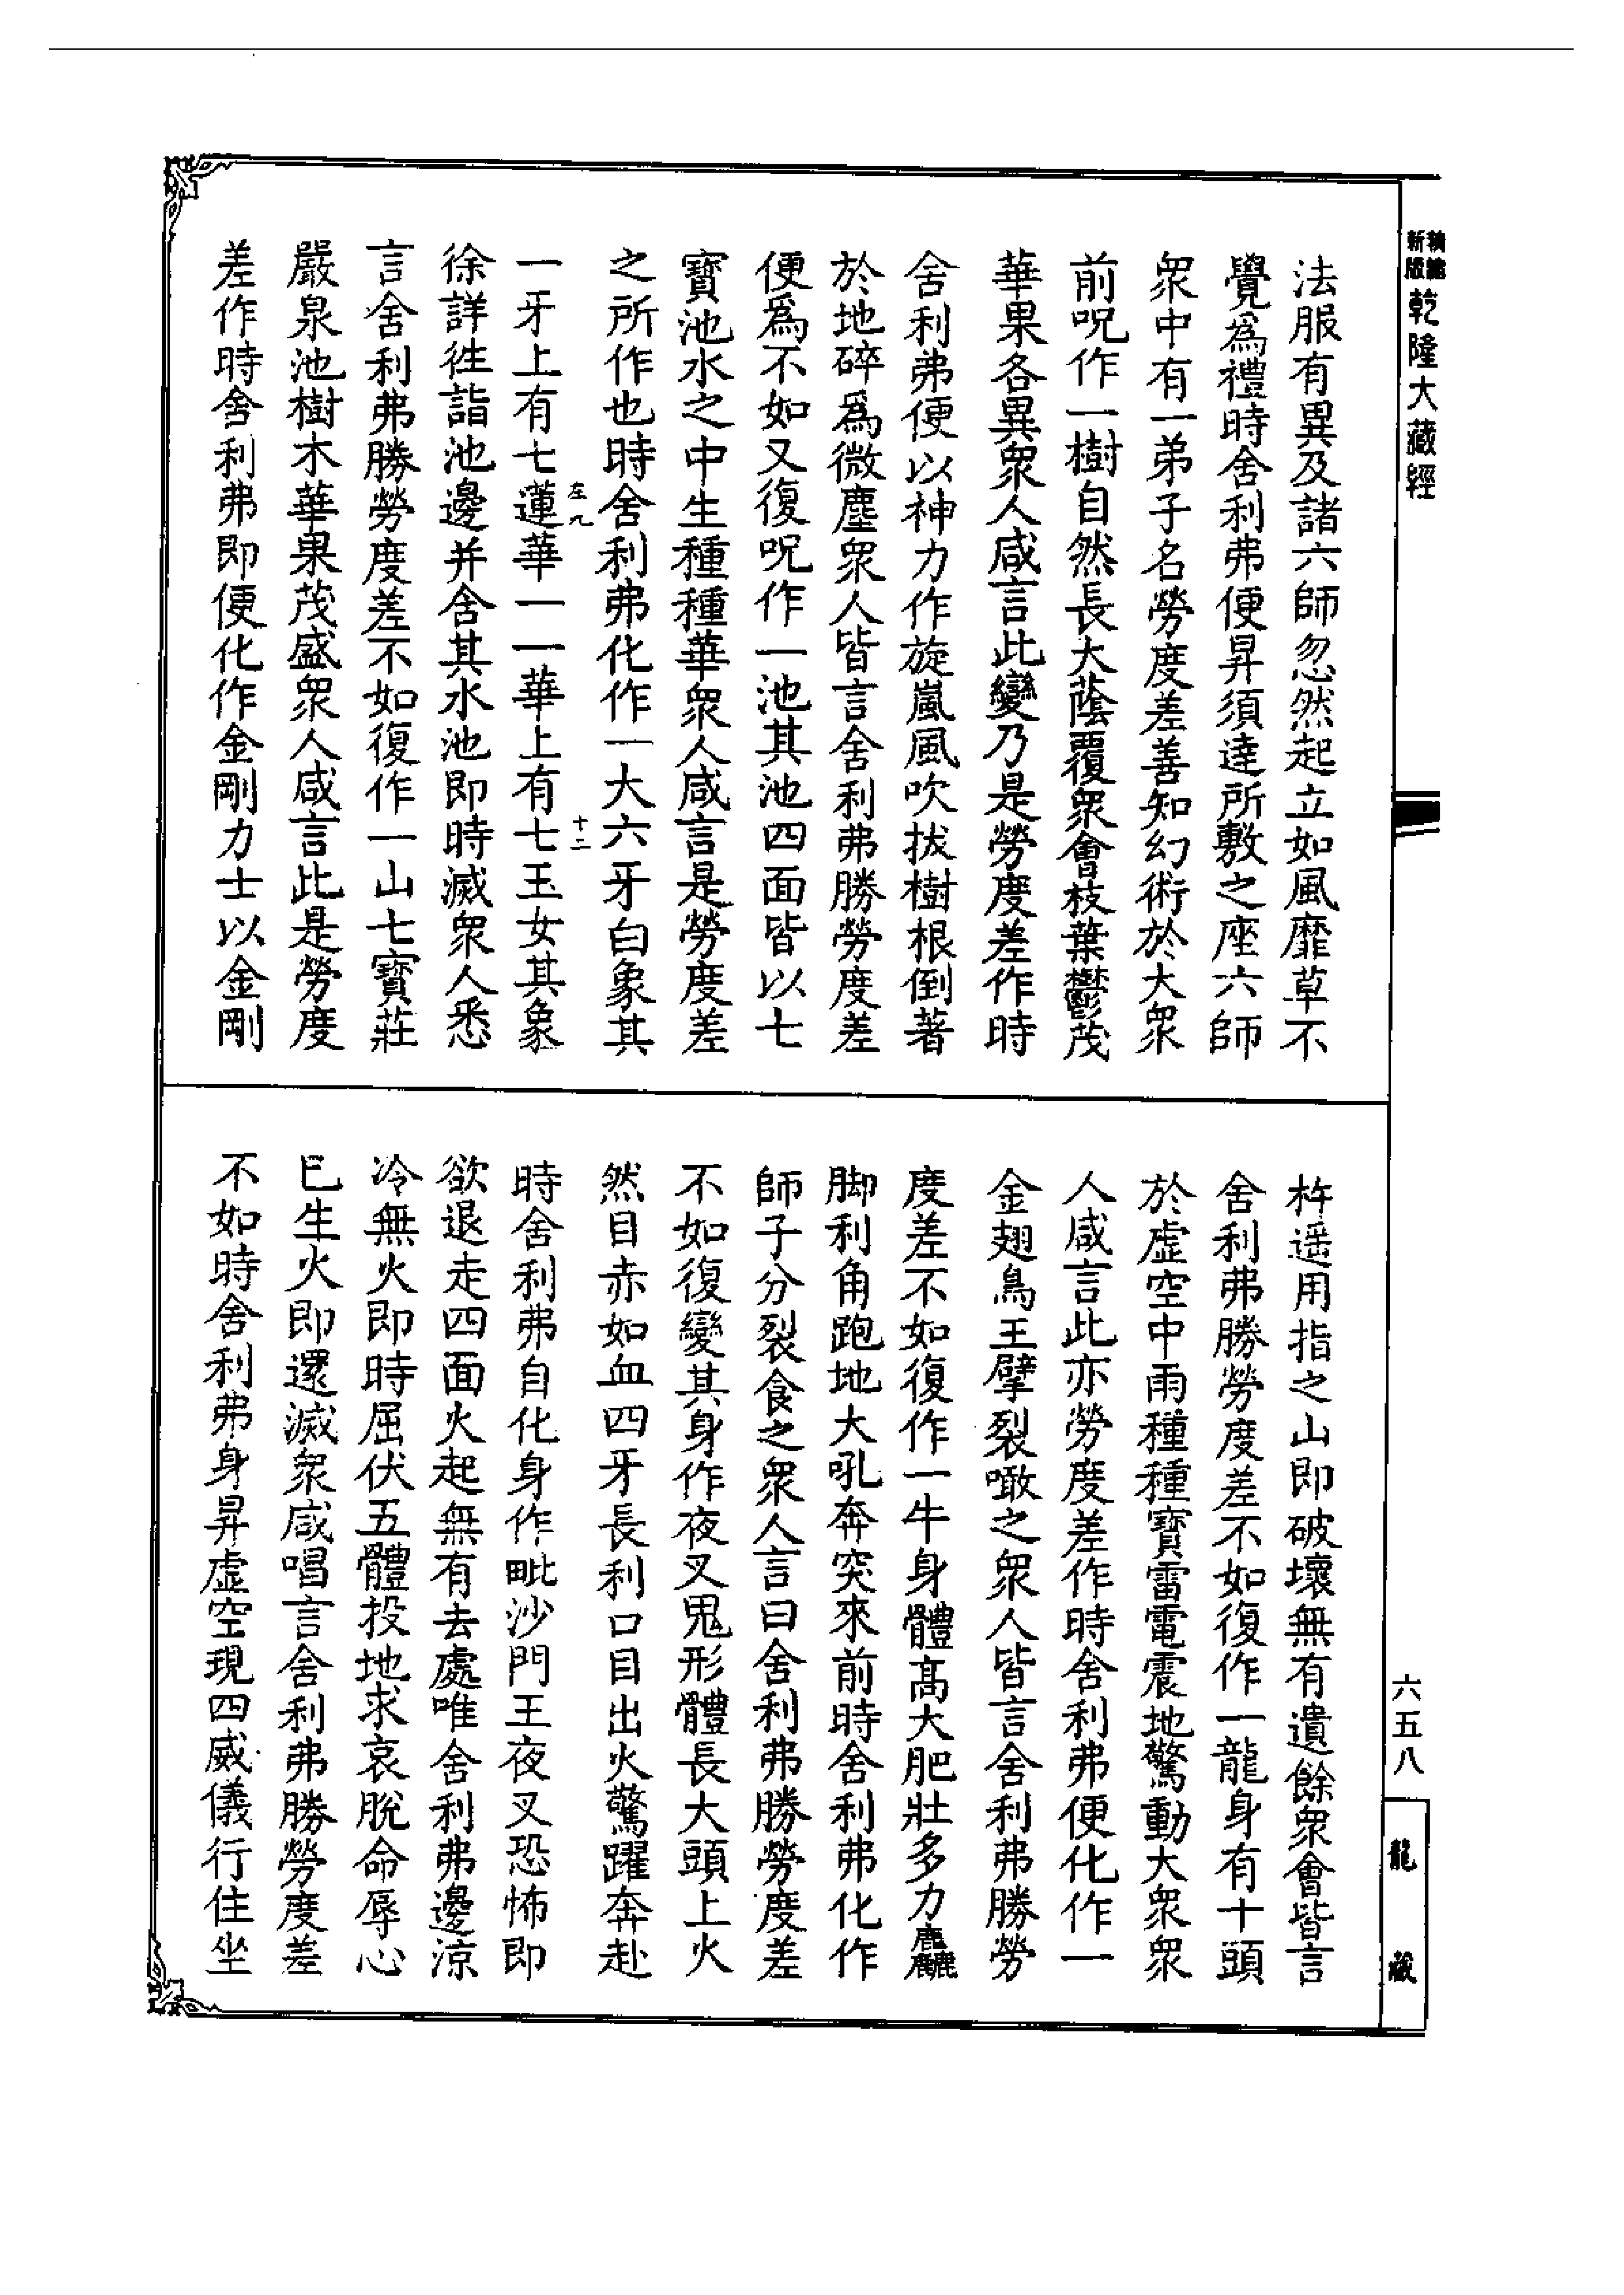 新版精縮乾隆大藏經
法服有異及諸六師忽然起立如風靡草不
覺爲禮時舍利弗便昇須達所敷之座六師
衆中有一弟子名勞度差善知幻術於大衆
前呪作一樹自然長大蔭覆衆會枝葉鬱茂
華果各異衆人咸言此變乃是勞度差作時
舍利弗便以神力作旋嵐風吹拔樹根倒著
於地碎爲微塵衆人皆言舍利弗勝勞度差
便爲不如又復呪作一池其池四面皆以七
寶池水之中生種種華衆人咸言是勞度差
之所作也時舍利弗化作一大六牙白象其
左九
十二
一牙上有七蓮華一一華上有七玉女其象
徐詳徃詣池邊并舍其水池即時滅衆人悉
言舍利弗勝勞度差不如復作一山七寶莊
嚴泉池樹木華果茂盛衆人咸言此是勞度
差作時舍利弗即便化作金剛力士以金剛
杵遥用指之山即破壞無有遺餘衆會皆言
舍利弗勝勞度差不如復作一龍身有十頭
於虚空中雨種種寶雷電震地驚動大衆衆
人咸言此亦勞度差作時舍利弗便化作一
金翅鳥王擘裂噉之衆人皆言舍利弗勝勞
度差不如復作一牛身體髙大肥壯多力麤
脚利角跑地大吼奔突來前時舍利弗化作
師子分裂食之衆人言曰舍利弗勝勞度差
不如復變其身作夜叉鬼形體長大頭上火
然目赤如血四牙長利口目出火驚躍奔赴
時舍利弗自化身作毗沙門王夜叉恐怖即
欲退走四面火起無有去處唯舍利弗邊涼
冷無火即時屈伏五體投地求哀脫命辱心
已生火即還滅衆咸唱言舍利弗勝勞度差
不如時舍利弗身昇虚空現四威儀行住坐
六五八
龍藏